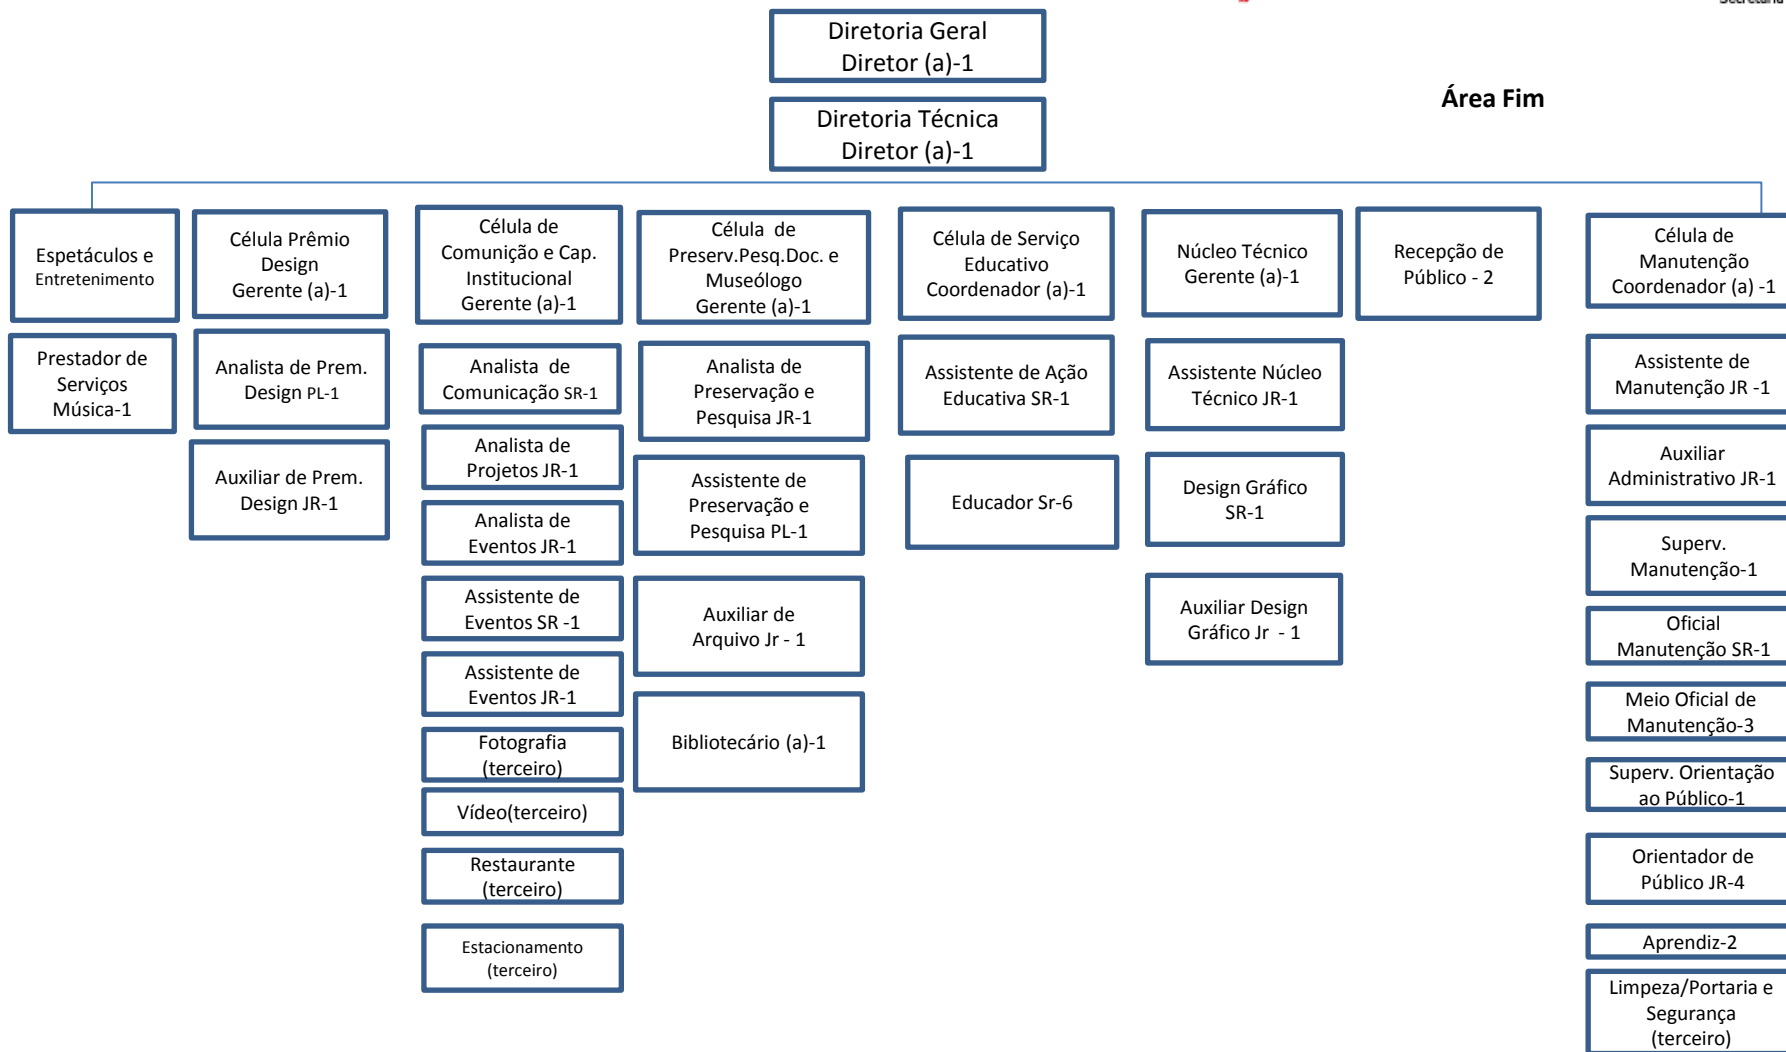 Secretaria
Diretoria Geral
Diretor (a)-1
Área Fim
Diretoria Técnica
Diretor (a)-1
Espetáculos e
Entretenimento
Prestador de
Serviços
Música-1
Célula Prêmio
Design
Gerente (a)-1
Analista de Prem.
Design PL-1
Auxiliar de Prem.
Design JR-1
Célula de
Comunição e Cap.
Institucional
Gerente (a)-1
Analista de
Comunicação SR-1
Analista de
Projetos JR-1
Analista de
Eventos JR-1
Assistente de
Eventos SR -1
Assistente de
Eventos JR-1
Fotografia
(terceiro)
Vídeo(terceiro)
Restaurante
(terceiro)
Estacionamento
(terceiro)
Célula de
Preserv.Pesq.Doc. e
Museólogo
Gerente (a)-1
Analista de
Preservação e
Pesquisa JR-1
Assistente de
Preservação e
Pesquisa PL-1
Auxiliar de
Arquivo Jr - 1
Bibliotecário (a)-1
Célula de Serviço
Educativo
Coordenador (a)-1
Assistente de Ação
Educativa SR-1
Educador Sr-6
Núcleo Técnico
Gerente (a)-1
Assistente Núcleo
Técnico JR-1
Design Gráfico
SR-1
Auxiliar Design
Gráfico Jr - 1
Recepção de
Público - 2
Célula de
Manutenção
Coordenador (a) -1
Assistente de
Manutenção JR -1
Auxiliar
Administrativo JR-1
Superv.
Manutenção-1
Oficial
Manutenção SR-1
Meio Oficial de
Manutenção-3
Superv. Orientação
ao Público-1
Orientador de
Público JR-4
Aprendiz-2
Limpeza/Portaria e
Segurança
(terceiro)